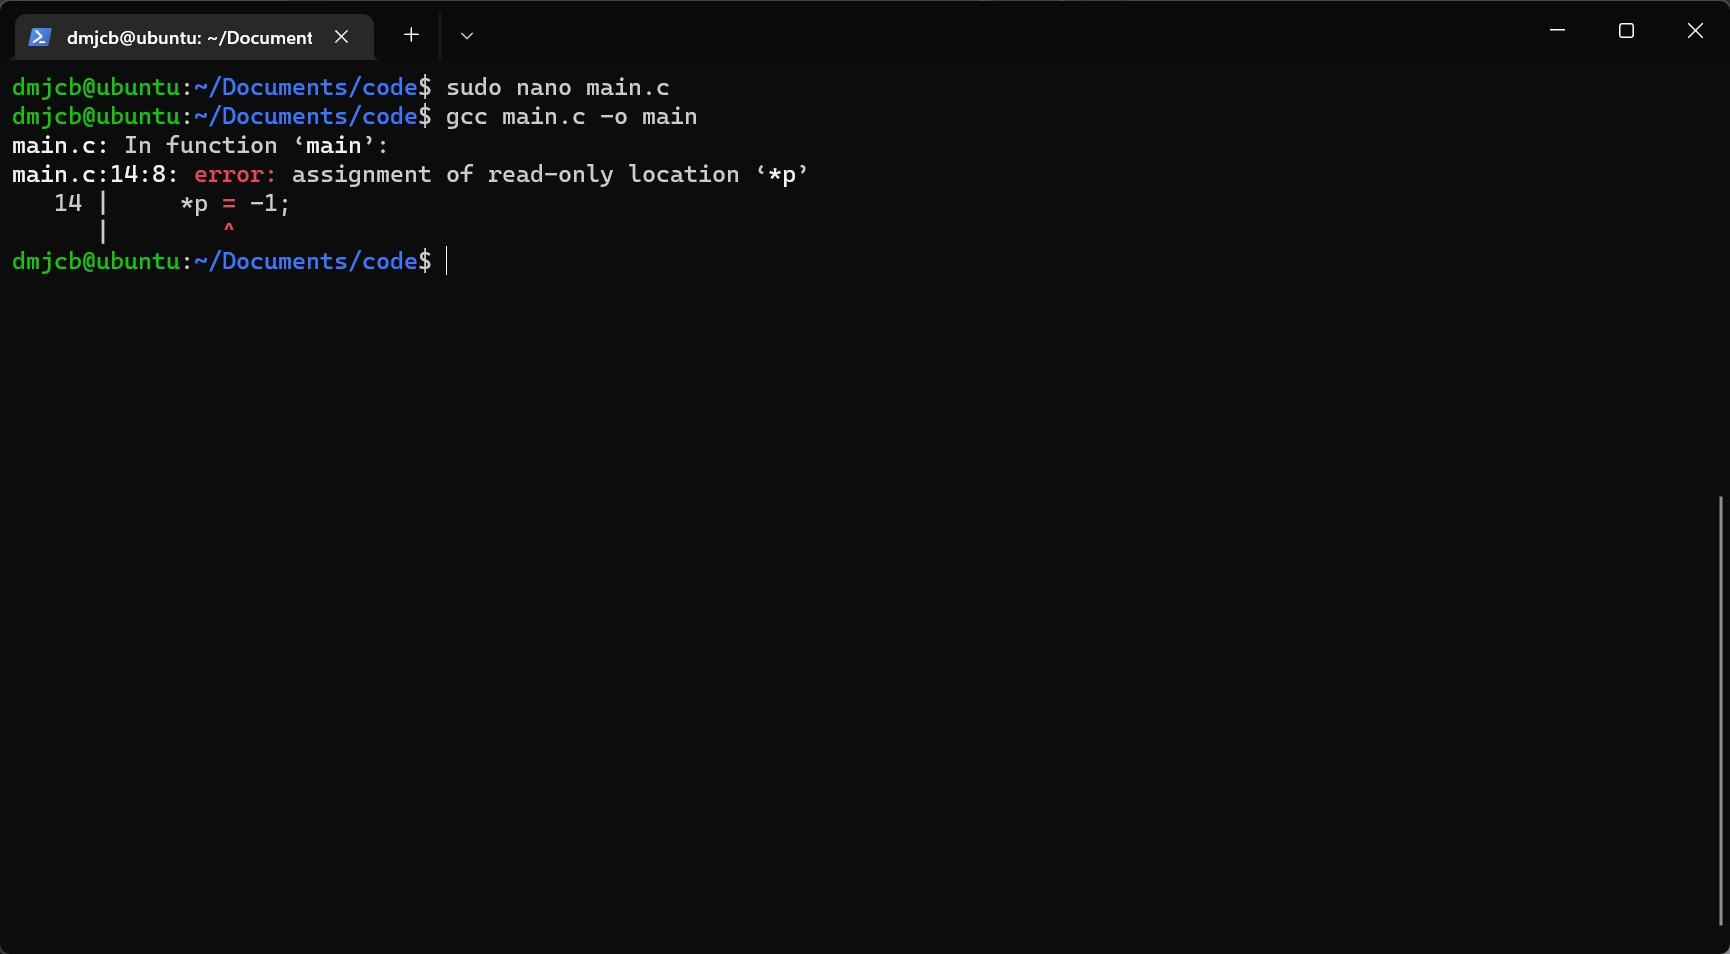 dmjcb@ubuntu: ~/Document
dmjcb@ubuntu:~/Documents/code$ sudo nano main.c
dmjcb@ubuntu:~/Documents/code$ gcc main.c -o main
main.c: In function ‘main’:
main.c:14:8: error: assignment of read-only location ‘*p’
   14 |     *p = -1;
      |        ^
dmjcb@ubuntu:~/Documents/code$